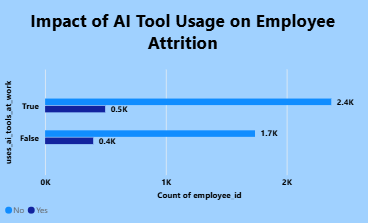 Impact of AI Tool Usage on Employee
Attrition
uses_ai_tools_at_work
True
2.4K
0.5K
False
1.7K
0.4K
0K 1K 2K
Count of employee_id
No Yes